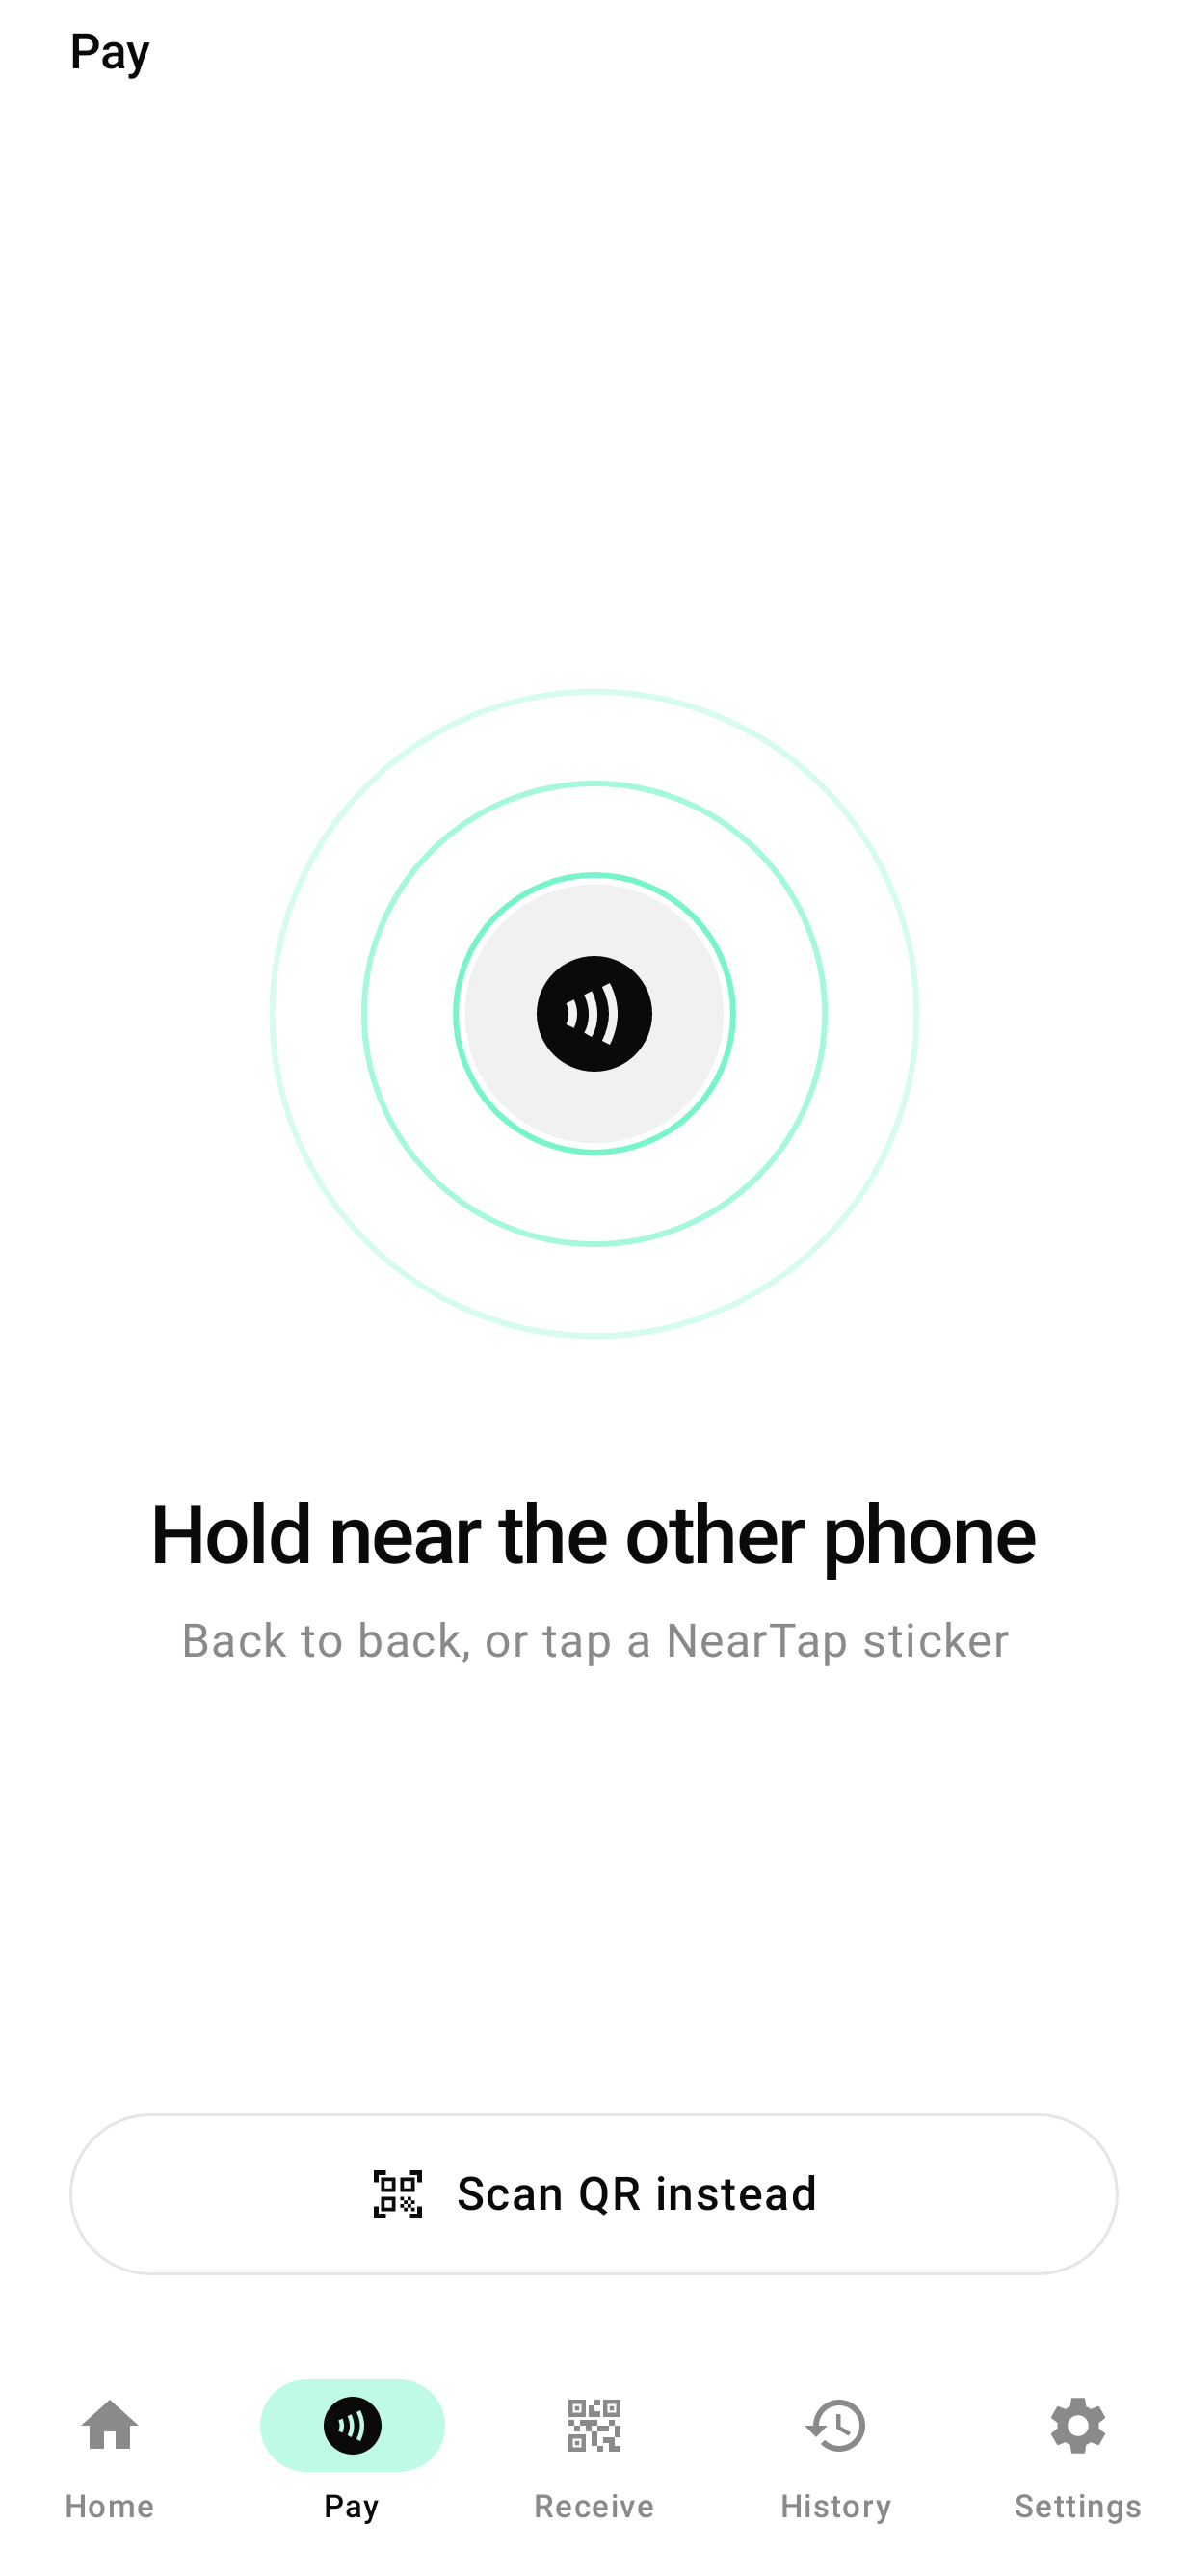 Pay
Hold near the other phone
Back to back, or tap a NearTap sticker
Scan QR instead
Home
Pay
Receive
History
Settings